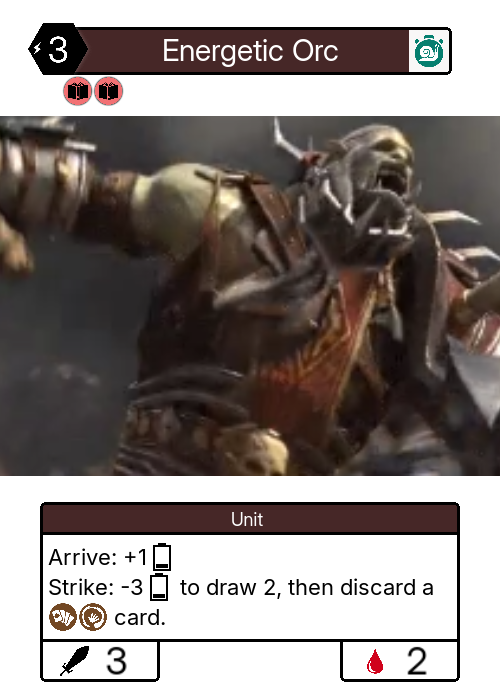 3
Energetic Orc
Unit
Arrive: +1
Strike: -3 to draw 2, then discard a
card.
3
2